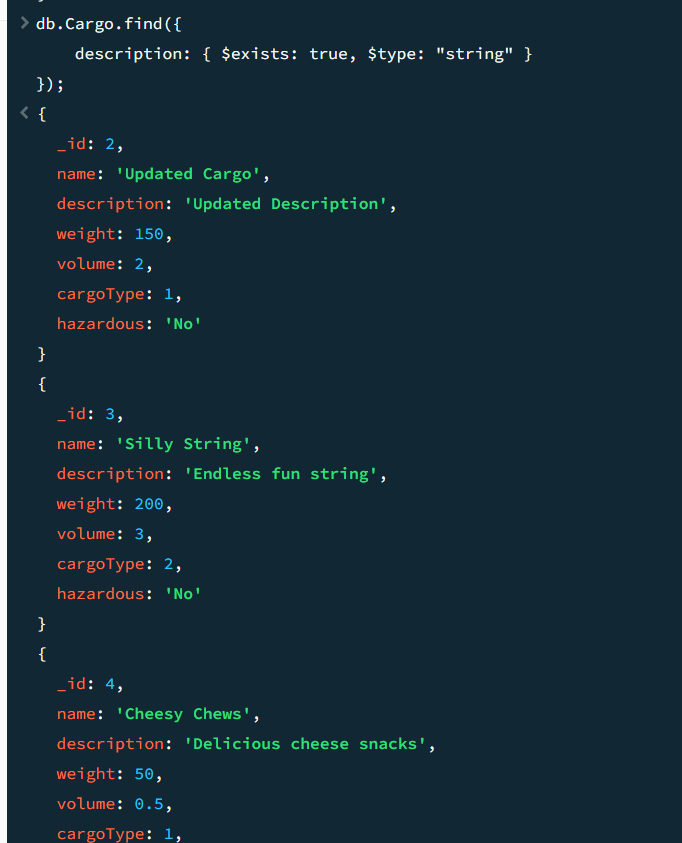 > db.Cargo.find({
description: { $exists: true, $type: "string" }
});
< {
_id: 2,
name: 'Updated Cargo',
description: 'Updated Description',
weight: 150,
volume: 2,
cargoType: 1,
hazardous: 'No'
}
{
_id: 3,
name: 'Silly String',
description: 'Endless fun string',
weight: 200,
volume: 3,
cargoType: 2,
hazardous: 'No'
}
{
_id: 4,
name: 'Cheesy Chews',
description: 'Delicious cheese snacks',
weight: 50,
volume: 0.5,
cargoType: 1,